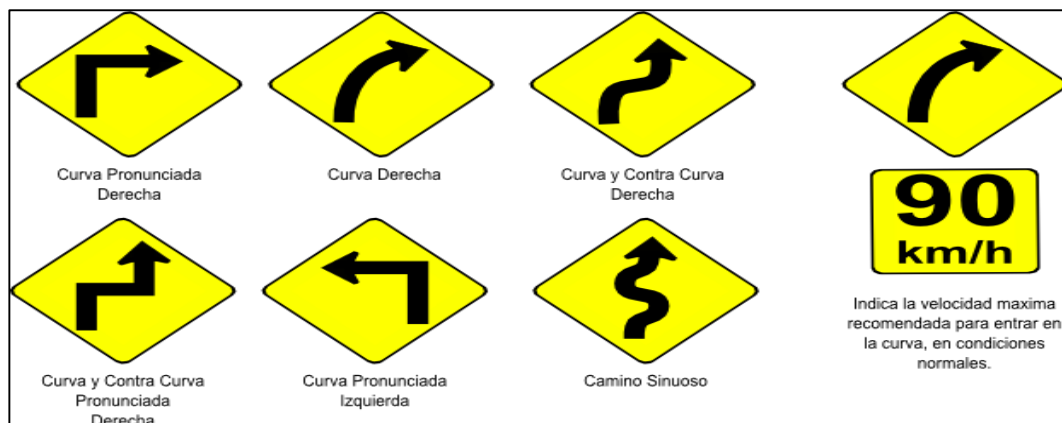 Curva Pronunciada
Derecha
Curva Derecha
Curva y Contra Curva
Derecha
90
km/h
Indica la velocidad maxima
recomendada para entrar en
la curva, en condiciones
normales.
Curva y Contra Curva
Pronunciada
Derecha
Curva Pronunciada
Izquierda
Camino Sinuoso